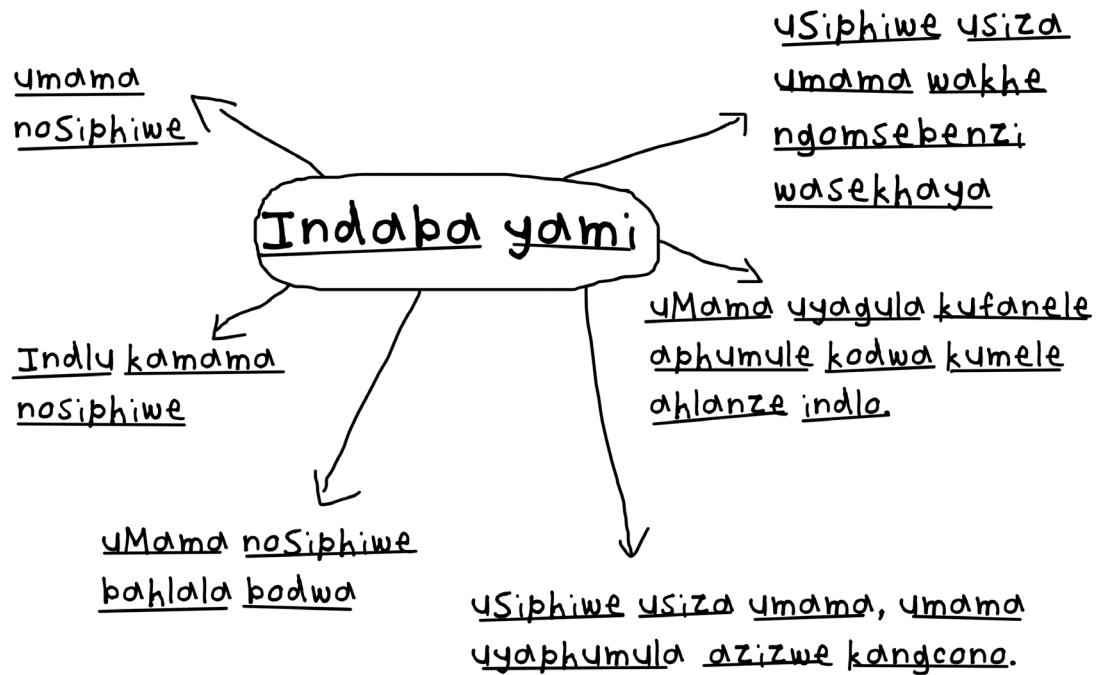 umama
noSiphiwe
uSiphiwe usiza
umama wakhe
ngomsebenzi
wasekhaya
Indaba yami
uMama uyagula kufanele
aphumule kodwa kumele
ahlanze indlo.
Indlu kamama
nosiphiwe
uMama noSiphiwe
bahlala bodwa
uSiphiwe usiza umama, umama
uyaphumula azizwe kangcono.